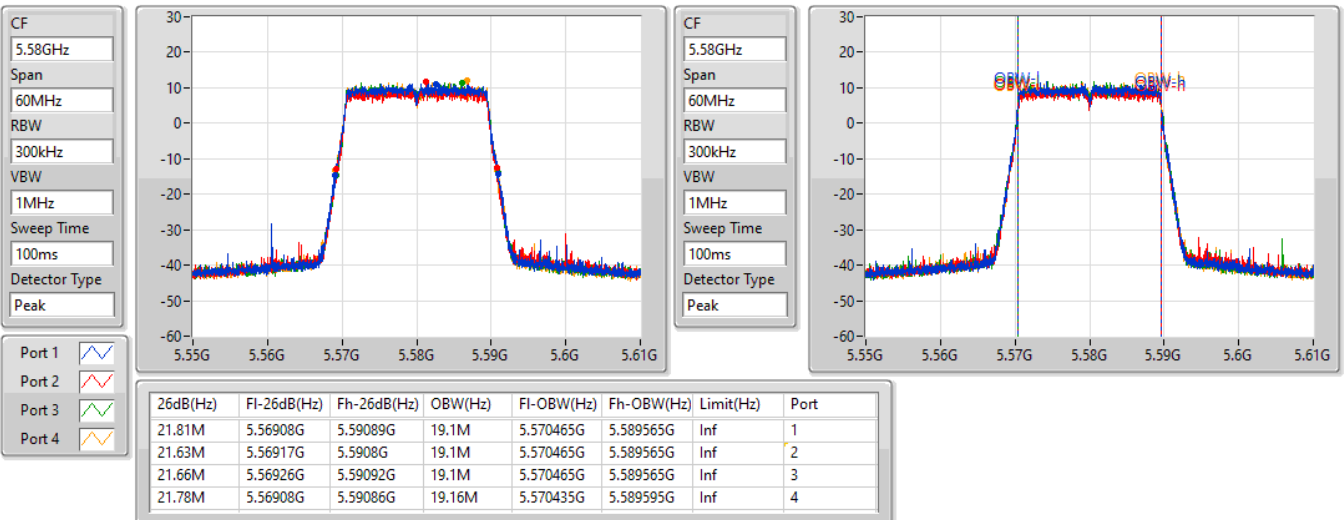 CF
5.58GHz
Span
60MHz
RBW
300kHz
VBW
1MHz
Sweep Time
100ms
Detector Type
Peak
30
20
10
0
-10
-20
-30
-40
-50
-60
5.55G 5.56G 5.57G 5.58G 5.59G 5.6G 5.61G
CF
5.58GHz
Span
60MHz
RBW
300kHz
VBW
1MHz
Sweep Time
100ms
Detector Type
Peak
30
20
10
0
-10
-20
-30
-40
-50
-60
OBW-l OBW-h
5.55G 5.56G 5.57G 5.58G 5.59G 5.6G 5.61G
Port 1
Port 2
Port 3
Port 4
26dB(Hz) Fl-26dB(Hz) Fh-26dB(Hz) OBW(Hz) Fl-OBW(Hz) Fh-OBW(Hz) Limit(Hz) Port
21.81M 5.56908G 5.59089G 19.1M 5.570465G 5.589565G Inf 1
21.63M 5.56917G 5.5908G 19.1M 5.570465G 5.589565G Inf 2
21.66M 5.56926G 5.59092G 19.1M 5.570465G 5.589565G Inf 3
21.78M 5.56908G 5.59086G 19.16M 5.570435G 5.589595G Inf 4